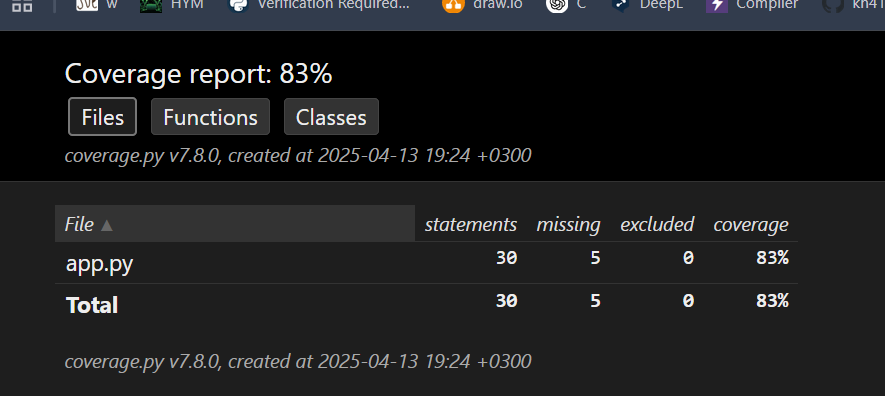 w HYM Verification Required... draw.io C DeepL Compiler kh41
Coverage report: 83%
Files Functions Classes
coverage.py v7.8.0, created at 2025-04-13 19:24 +0300
File ▲ statements missing excluded coverage
app.py 30 5 0 83%
Total 30 5 0 83%
coverage.py v7.8.0, created at 2025-04-13 19:24 +0300